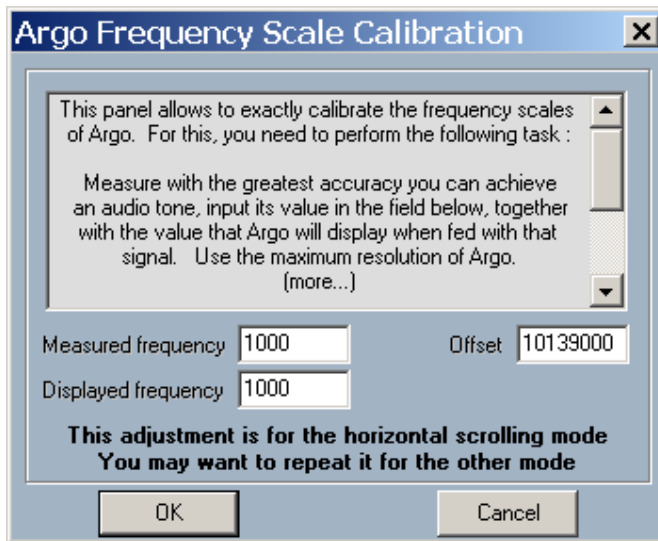 Argo Frequency Scale Calibration
This panel allows to exactly calibrate the frequency scales
of Argo. For this, you need to perform the following task :
Measure with the greatest accuracy you can achieve
an audio tone, input its value in the field below, together
with the value that Argo will display when fed with that
signal. Use the maximum resolution of Argo.
(more...)
Measured frequency 1000 Offset 10139000
Displayed frequency 1000
This adjustment is for the horizontal scrolling mode
You may want to repeat it for the other mode
OK Cancel